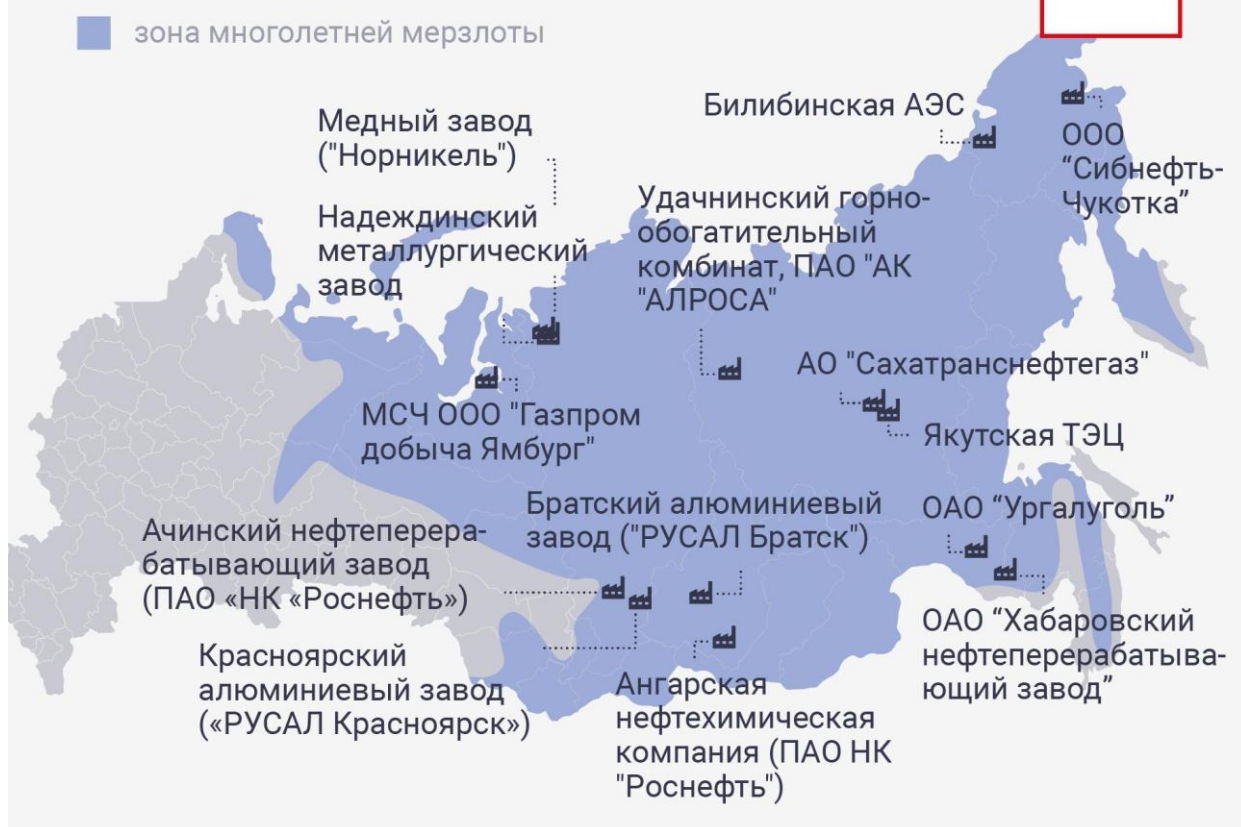 зона многолетней мерзлоты
Медный завод
("Норникель")
Надеждинский
металлургический
завод
Билибинская АЭС
ООО
“Сибнефть-
Чукотка”
Удачнинский горно-
обогатительный
комбинат, ПАО "АК
"АЛРОСА"
МСЧ ООО "Газпром
добыча Ямбург"
АО "Сахатранснефтегаз"
Якутская ТЭЦ
Ачинский нефтеперера-
батывающий завод
(ПАО «НК «Роснефть»)
Братский алюминиевый
завод ("РУСАЛ Братск")
ОАО “Ургалуголь”
Красноярский
алюминиевый завод
(«РУСАЛ Красноярск»)
Ангарская
нефтехимическая
компания (ПАО НК
"Роснефть")
ОАО “Хабаровский
нефтеперерабатыва-
ющий завод”